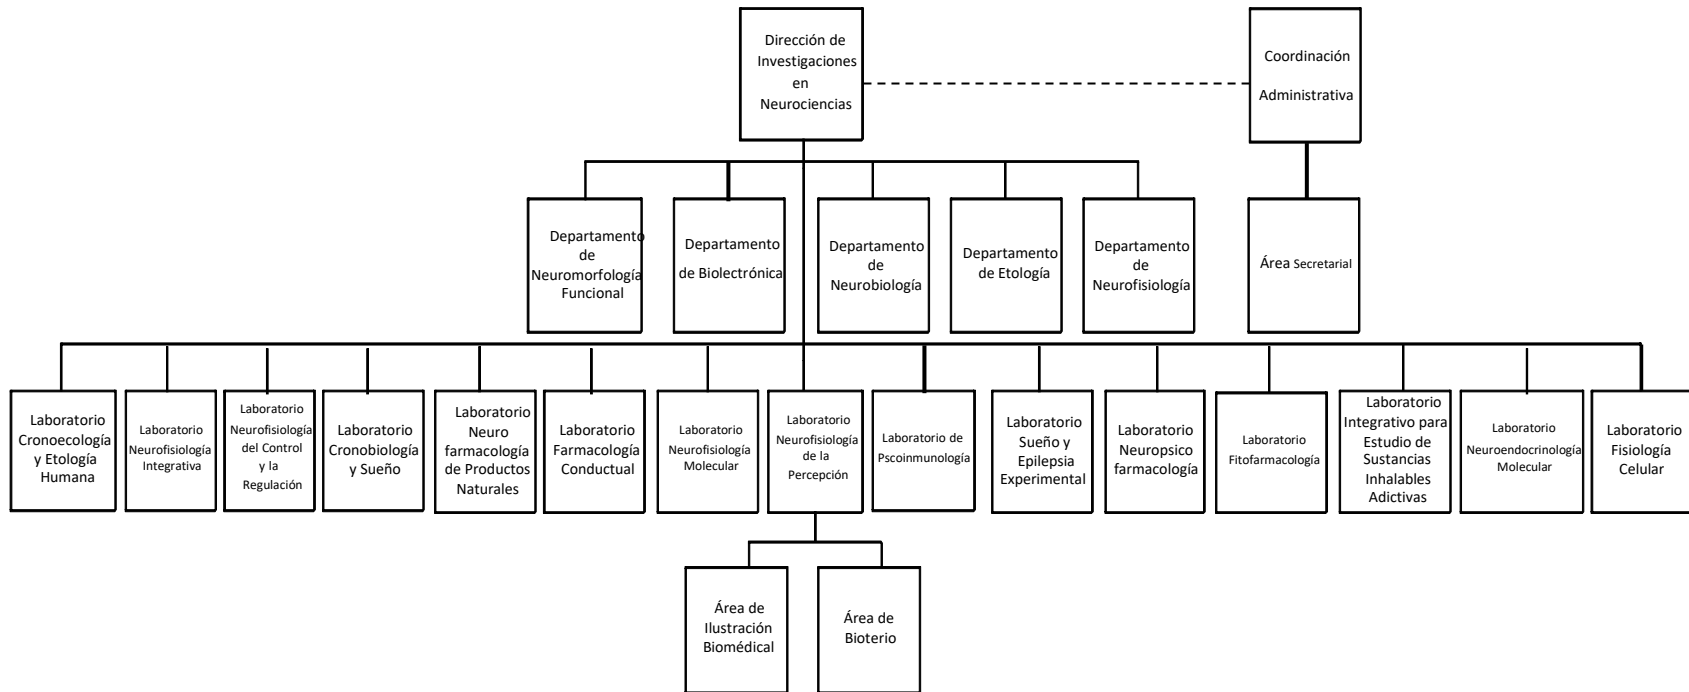 Dirección de
Investigaciones
en
Neurociencias
Coordinación
Administrativa
Departamento
de
Neuromorfología
Funcional
Departamento
de Biolectrónica
Departamento
de
Neurobiología
Departamento
de Etología
Departamento
de
Neurofisiología
Área Secretarial
Laboratorio
Cronoecología
y Etología
Humana
Laboratorio
Neurofisiología
Integrativa
Laboratorio
Neurofisiología
del Control
y la
Regulación
Laboratorio
Cronobiología
y Sueño
Laboratorio
Neuro
farmacología
de Productos
Naturales
Laboratorio
Farmacología
Conductual
Laboratorio
Neurofisiología
Molecular
Laboratorio
Neurofisiología
de la
Percepción
Laboratorio de
Pscoinmunología
Laboratorio
Sueño y
Epilepsia
Experimental
Laboratorio
Neuropsico
farmacología
Laboratorio
Fitofarmacología
Laboratorio
Integrativo para
Estudio de
Sustancias
Inhalables
Adictivas
Laboratorio
Neuroendocrinología
Molecular
Laboratorio
Fisiología
Celular
Área de
Ilustración
Biomédical
Área de
Bioterio